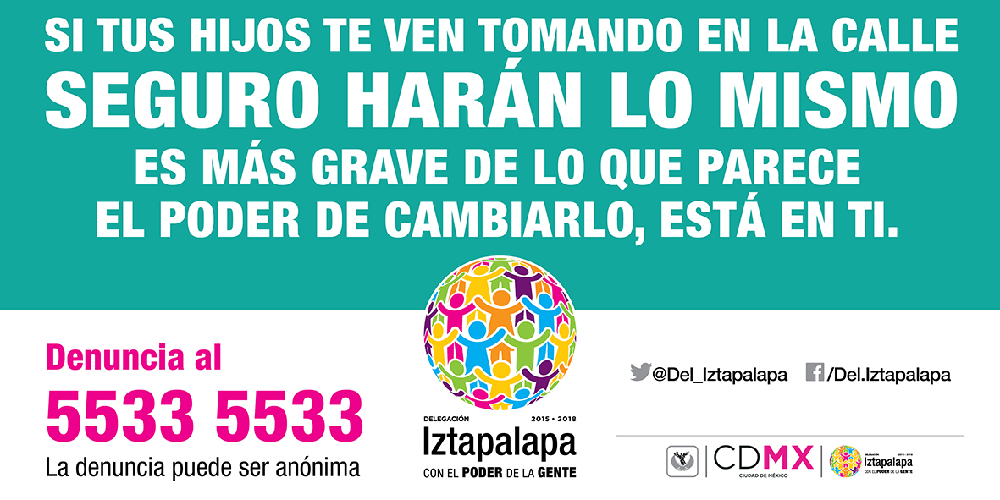 SI TUS HIJOS TE VEN TOMANDO EN LA CALLE
SEGURO HARÁN LO MISMO
ES MÁS GRAVE DE LO QUE PARECE
EL PODER DE CAMBIARLO, ESTÁ EN TI.
Denuncia al
5533 5533
La denuncia puede ser anónima
DELEGACIÓN 2015 • 2018
Iztapalapa
CON EL PODER DE LA GENTE
@Del_Iztapalapa /Del.Iztapalapa
CDMX
CIUDAD DE MÉXICO
DELEGACIÓN 2015 • 2018
Iztapalapa
CON EL PODER DE LA GENTE